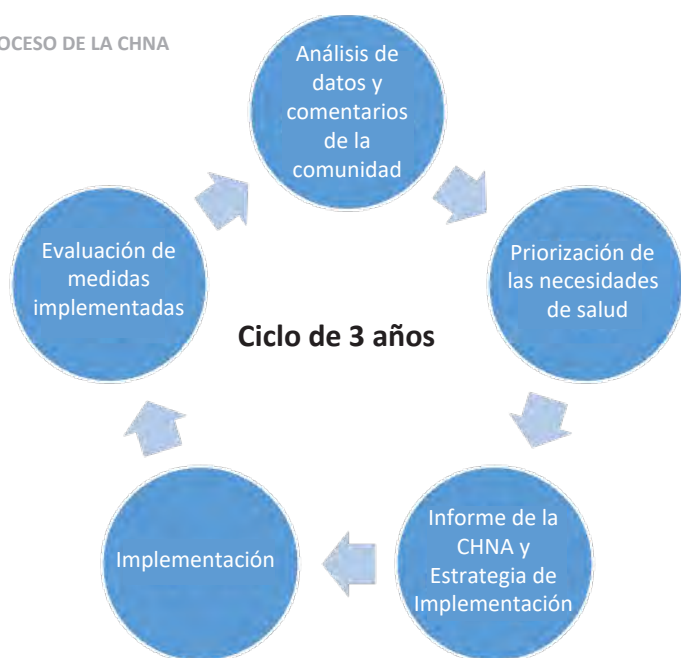 OCESO DE LA CHNA
Análisis de
datos y
comentarios
de la
comunidad
Priorización de
las necesidades
de salud
Informe de la
CHNA y
Estrategia de
Implementación
Implementación
Evaluación de
medidas
implementadas
Ciclo de 3 años